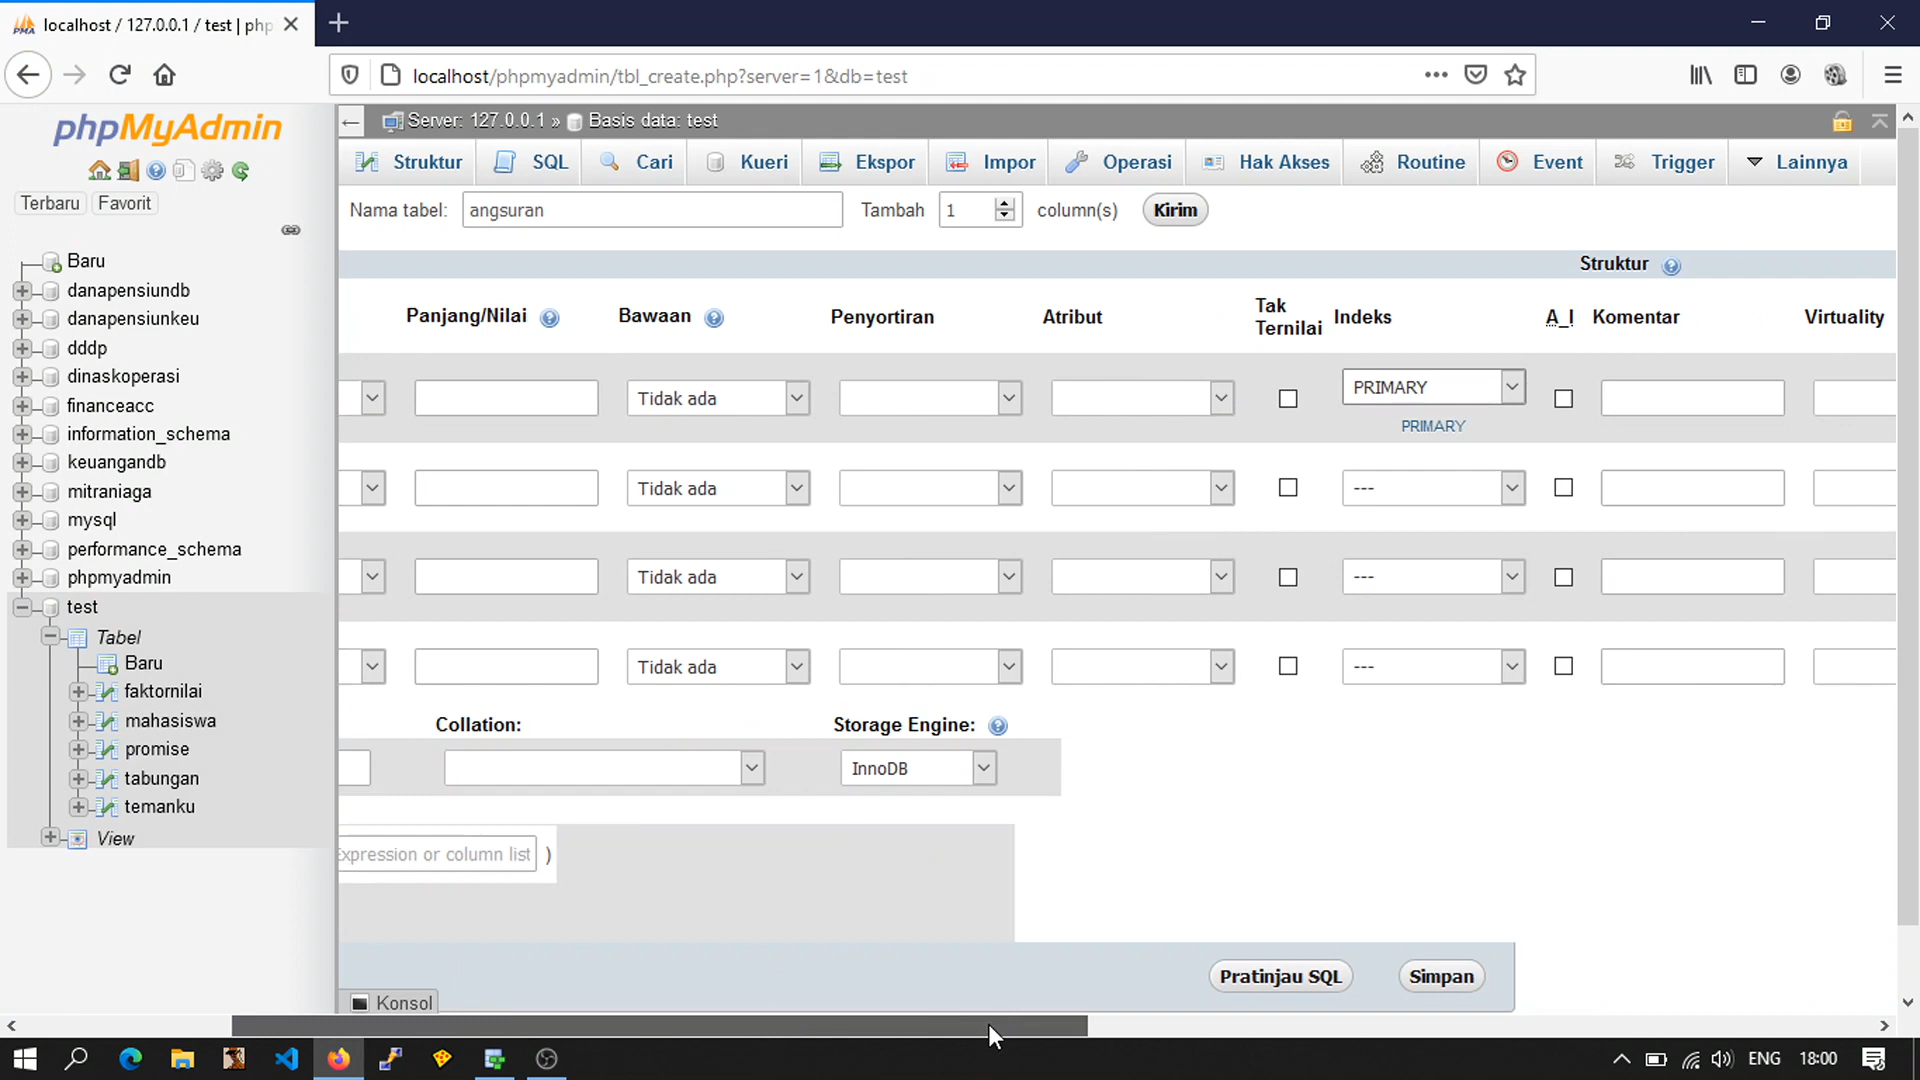 localhost / 127.0.0.1 / test | php
localhost/phpmyadmin/tbl_create.php?server=1&db=test
phpMyAdmin
Terbaru Favorit
Baru
danapensiundb
danapensiunkeu
dddp
dinaskoperasi
financeacc
information_schema
keuangandb
mitraniaga
mysql
performance_schema
phpmyadmin
test
Tabel
Baru
faktornilai
mahasiswa
promise
tabungan
temanku
View
Server: 127.0.0.1 » Basis data: test
Struktur SQL Cari Kueri Ekspor Impor Operasi Hak Akses Routine Event Trigger Lainnya
Nama tabel: angsuran Tambah 1 column(s) Kirim
Struktur
Panjang/Nilai Bawaan Penyortiran Atribut Tak Ternilai Indeks A_I Komentar Virtuality
Tidak ada PRIMARY
PRIMARY
Tidak ada ---
Tidak ada ---
Tidak ada ---
Collation: Storage Engine:
InnoDB
Expression or column list )
Pratinjau SQL Simpan
Konsol
ENG 18:00